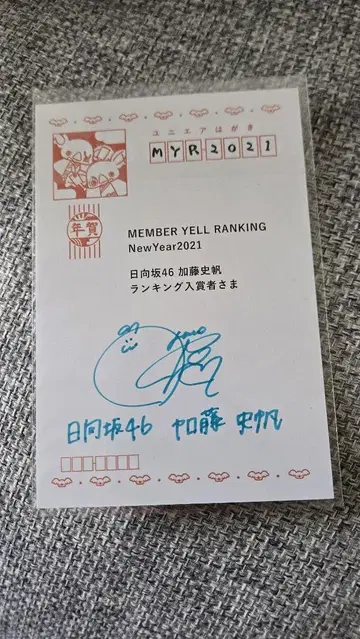 ユニエアはがき
MYR2021
年賀
MEMBER YELL RANKING
NewYear2021
日向坂46 加藤史帆
ランキング入賞者さま
日向坂46 加藤 史帆